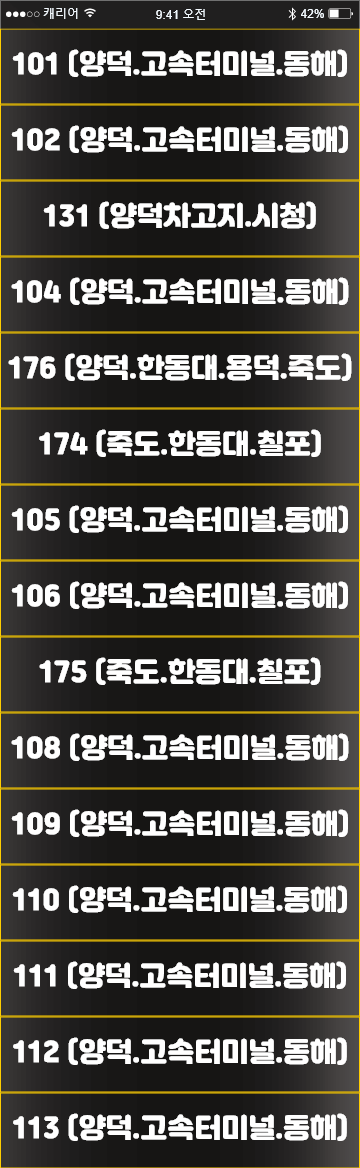 캐리어 9:41 오전 42%
101 (양덕.고속터미널.동해)
102 (양덕.고속터미널.동해)
131 (양덕차고지.시청)
104 (양덕.고속터미널.동해)
176 (양덕.한동대.용덕.죽도)
174 (죽도.한동대.칠포)
105 (양덕.고속터미널.동해)
106 (양덕.고속터미널.동해)
175 (죽도.한동대.칠포)
108 (양덕.고속터미널.동해)
109 (양덕.고속터미널.동해)
110 (양덕.고속터미널.동해)
111 (양덕.고속터미널.동해)
112 (양덕.고속터미널.동해)
113 (양덕.고속터미널.동해)